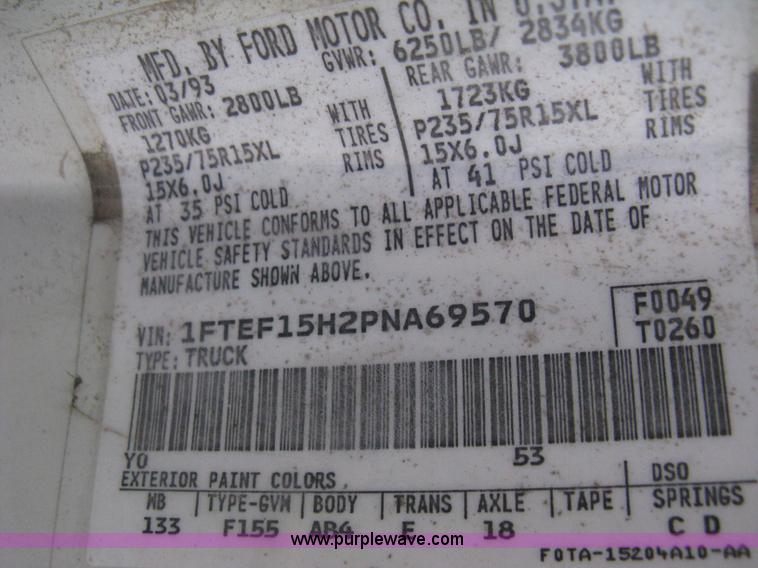 MFD. BY FORD MOTOR CO. IN U.S.A.
DATE: 03/93 GVWR: 6250LB/ 2834KG
FRONT GAWR: 2800LB REAR GAWR: 3800LB
1270KG WITH 1723KG WITH
P235/75R15XL TIRES P235/75R15XL TIRES
15X6.0J RIMS 15X6.0J RIMS
AT 35 PSI COLD AT 41 PSI COLD
THIS VEHICLE CONFORMS TO ALL APPLICABLE FEDERAL MOTOR
VEHICLE SAFETY STANDARDS IN EFFECT ON THE DATE OF
MANUFACTURE SHOWN ABOVE.
VIN: 1FTEF15H2PNA69570 F0049
TYPE: TRUCK T0260
YO 53
EXTERIOR PAINT COLORS DSO
WB TYPE-GVM BODY TRANS AXLE TAPE SPRINGS
133 F155 18 C D
www.purplewave.com
F0TA-15204A10-AA